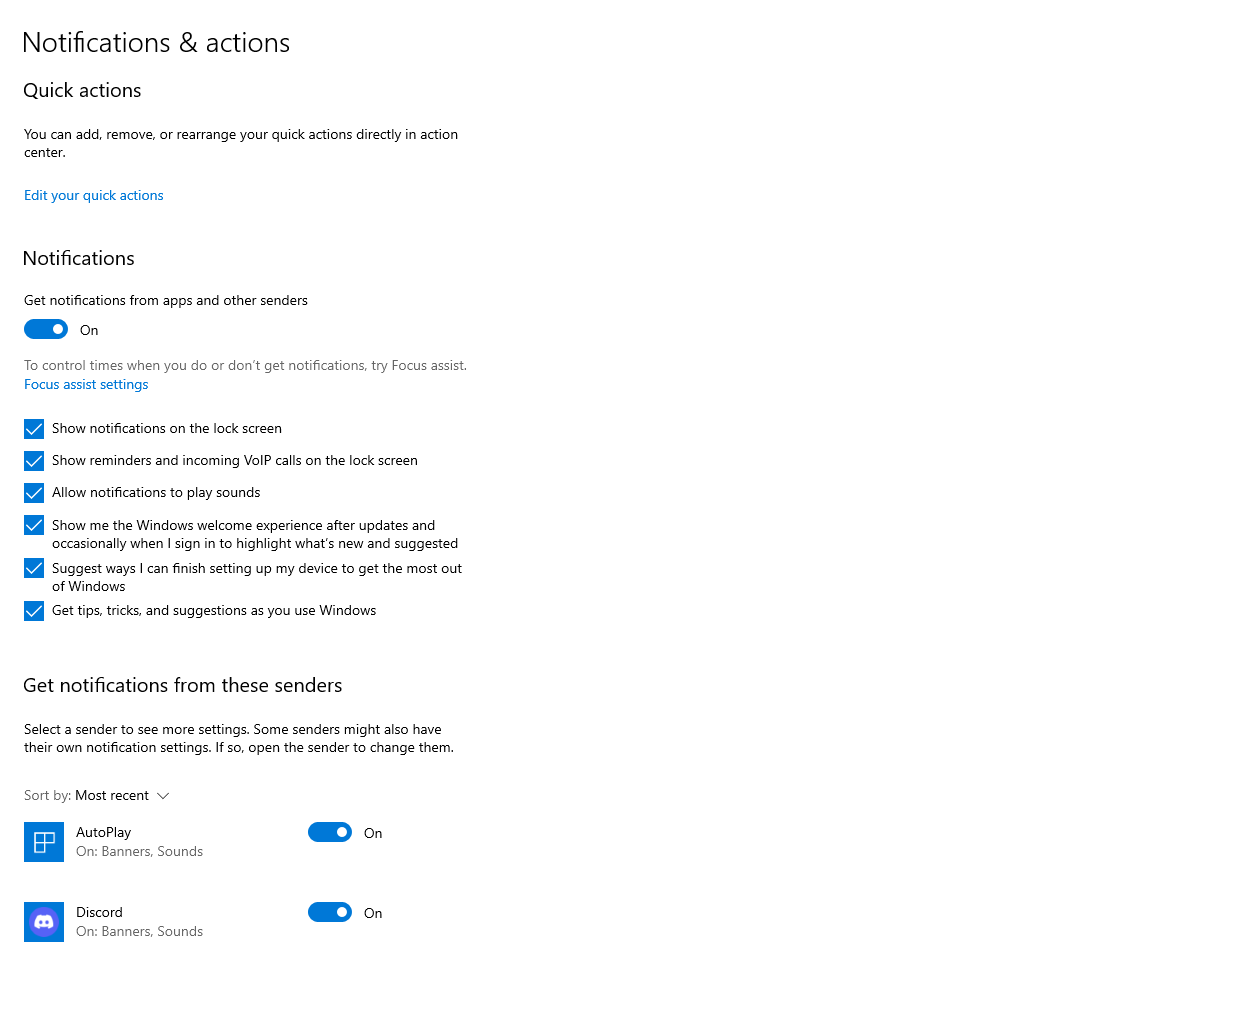 Notifications & actions
Quick actions
You can add, remove, or rearrange your quick actions directly in action
center.
Edit your quick actions
Notifications
Get notifications from apps and other senders
On
To control times when you do or don’t get notifications, try Focus assist.
Focus assist settings
Show notifications on the lock screen
Show reminders and incoming VoIP calls on the lock screen
Allow notifications to play sounds
Show me the Windows welcome experience after updates and
occasionally when I sign in to highlight what’s new and suggested
Suggest ways I can finish setting up my device to get the most out
of Windows
Get tips, tricks, and suggestions as you use Windows
Get notifications from these senders
Select a sender to see more settings. Some senders might also have
their own notification settings. If so, open the sender to change them.
Sort by: Most recent
AutoPlay
On
On: Banners, Sounds
Discord
On
On: Banners, Sounds